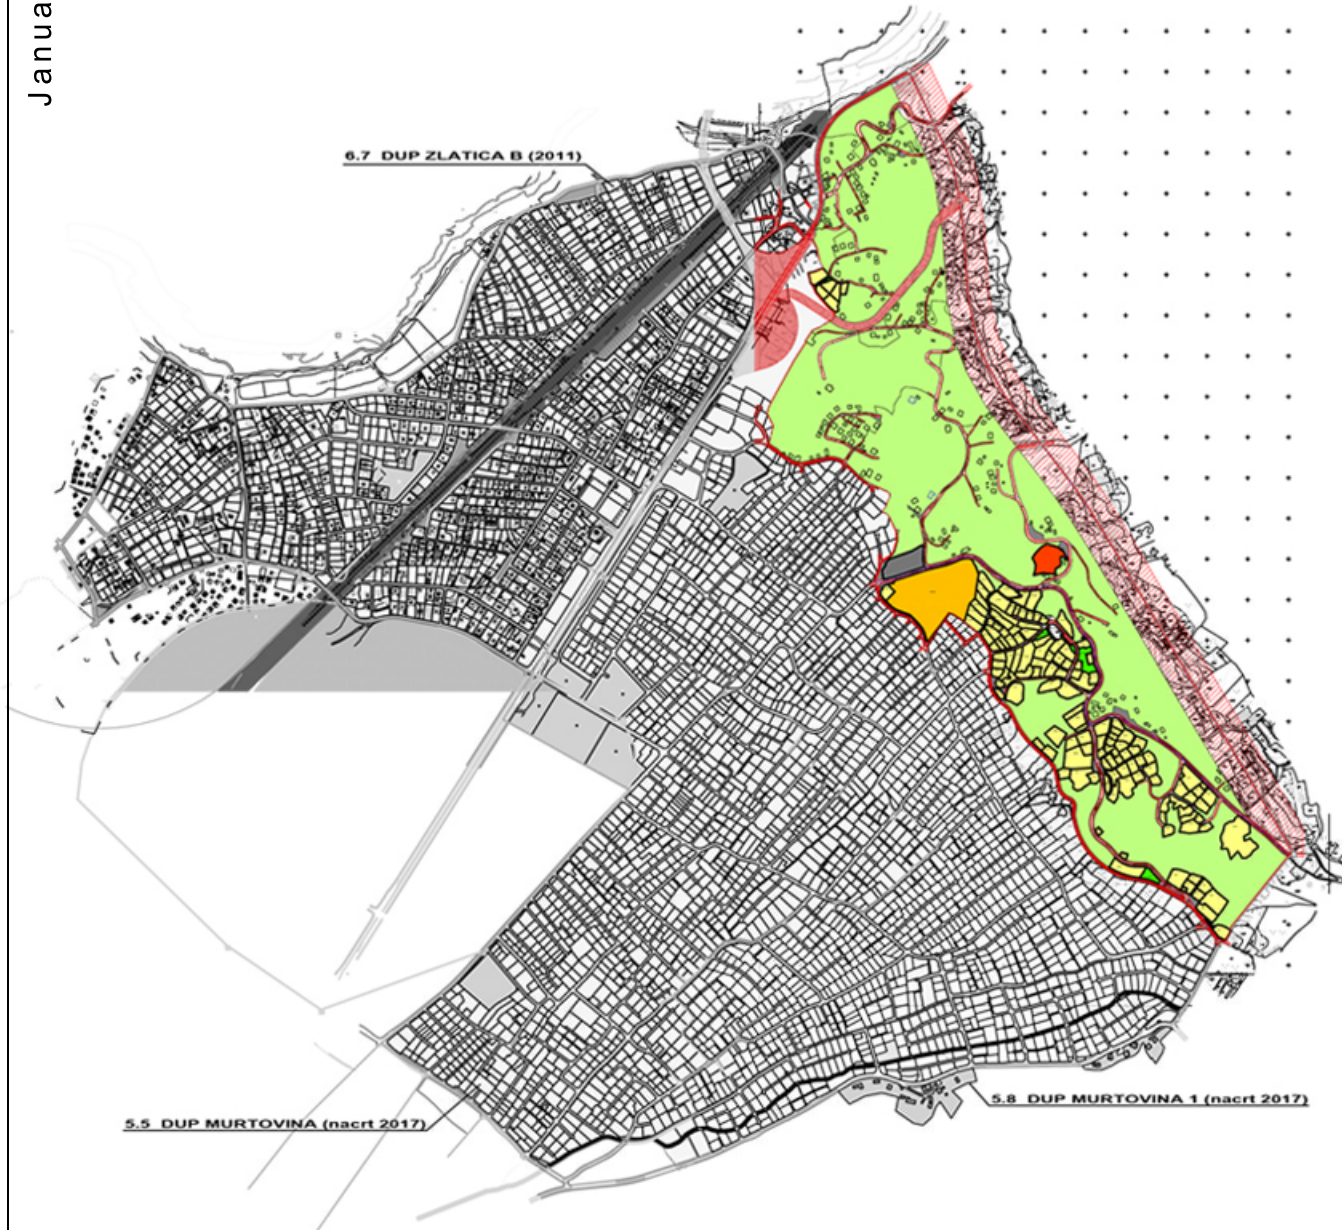 Janua
6.7 DUP ZLATICA B (2011)
5.8 DUP MURTOVINA 1 (nacrt 2017)
5.5 DUP MURTOVINA (nacrt 2017)